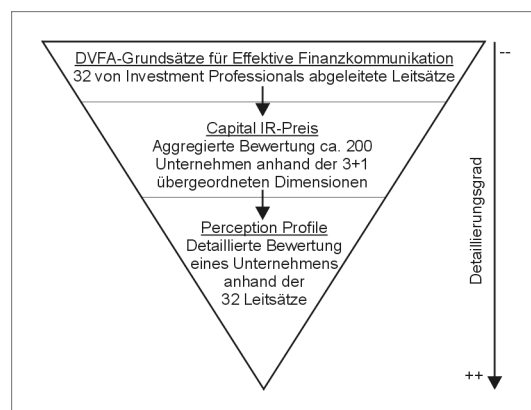 DVFA-Grundsätze für Effektive Finanzkommunikation
32 von Investment Professionals abgeleitete Leitsätze
Capital IR-Preis
Aggregierte Bewertung ca. 200
Unternehmen anhand der 3+1
übergeordneten Dimensionen
Perception Profile
Detaillierte Bewertung
eines Unternehmens
anhand der
32 Leitsätze
--
Detaillierungsgrad
++